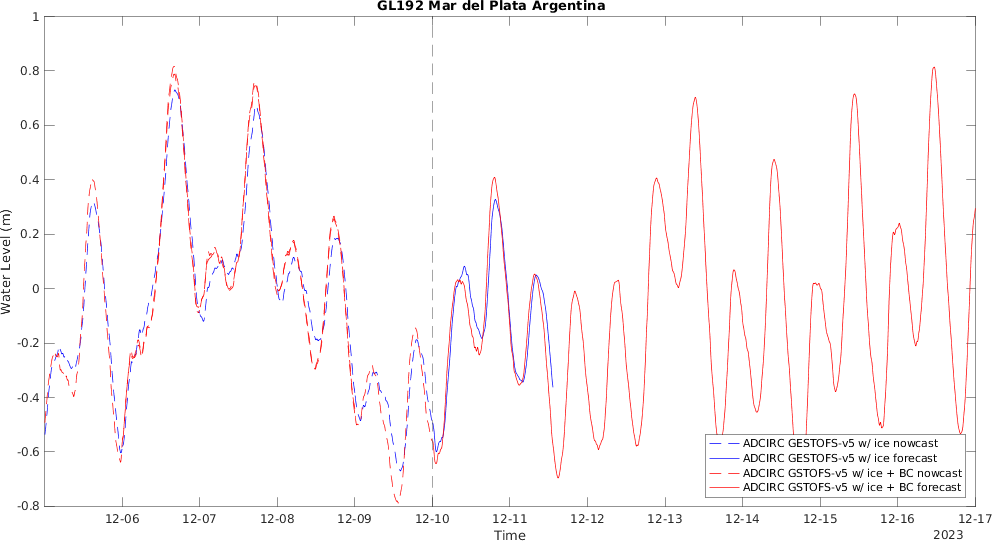 GL192 Mar del Plata Argentina
1
0.8
0.6
0.4
0.2
0
-0.2
-0.4
-0.6
-0.8
Water Level (m)
12-06 12-07 12-08 12-09 12-10 12-11 12-12 12-13 12-14 12-15 12-16 12-17
Time
2023
ADCIRC GESTOFS-v5 w/ ice nowcast
ADCIRC GESTOFS-v5 w/ ice forecast
ADCIRC GSTOFS-v5 w/ ice + BC nowcast
ADCIRC GSTOFS-v5 w/ ice + BC forecast